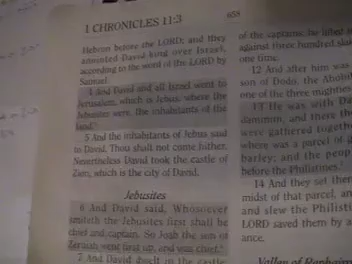 1 CHRONICLES 11:3
658
Hebron before the LORD; and they
anointed David king over Israel,
according to the word of the LORD by
Samuel.
4 And David and all Israel went to
Jerusalem, which is Jebus; where the
Jebusites were, the inhabitants of the
land.
5 And the inhabitants of Jebus said
to David, Thou shalt not come hither.
Nevertheless David took the castle of
Zion, which is the city of David.
Jebusites
6 And David said, Whosoever
smiteth the Jebusites first shall be
chief and captain. So Joab the son of
Zeruiah went first up, and was chief.
7 And David dwelt in the castle
of the captains; he lifted
against three hundred slai
one time.
12 And after him was
son of Dodo, the Ahohi
one of the three mighties
13 He was with Da
dammim, and there th
were gathered togeth
where was a parcel of g
barley; and the peop
before the Philistines.
14 And they set them
midst of that parcel, an
and slew the Philisti
LORD saved them by a
ance.
Valley of Rephaim